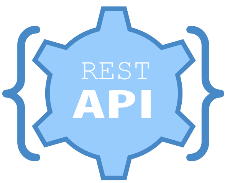 { }
REST
API